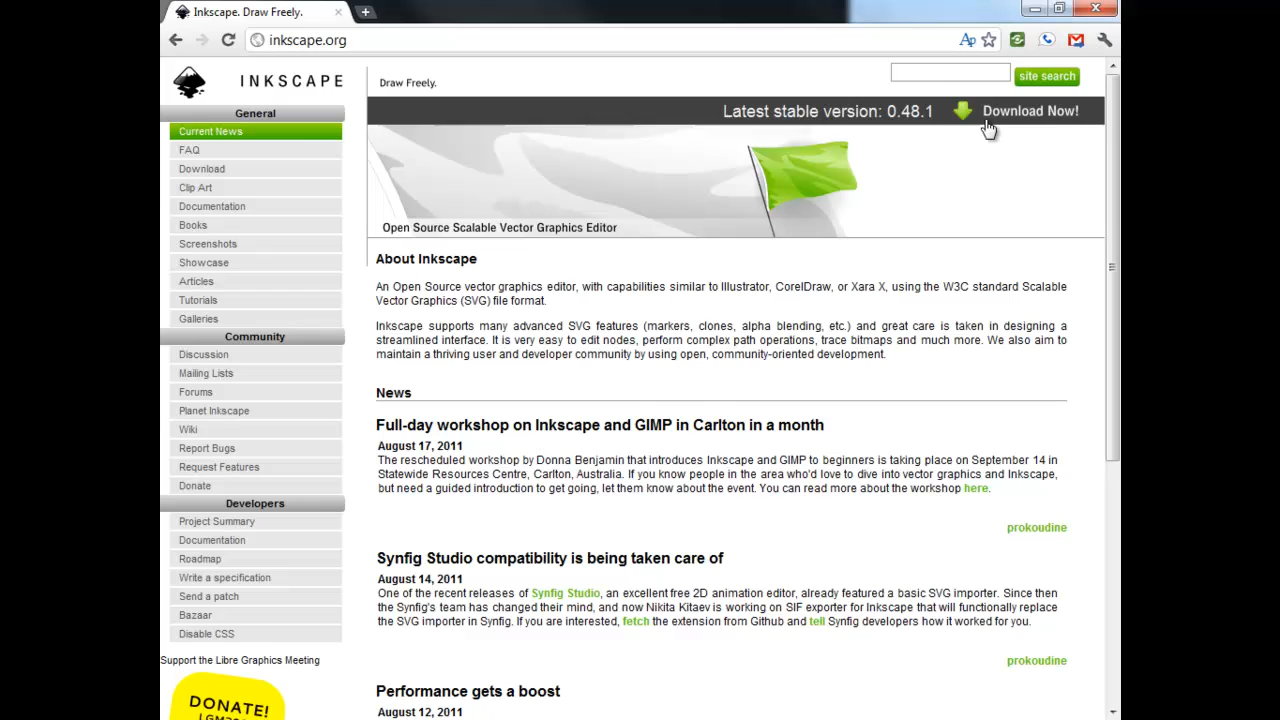 Inkscape. Draw Freely.
inkscape.org
INKSCAPE
Draw Freely.
site search
Latest stable version: 0.48.1 Download Now!
Open Source Scalable Vector Graphics Editor
General
Current News
FAQ
Download
Clip Art
Documentation
Books
Screenshots
Showcase
Articles
Tutorials
Galleries
Community
Discussion
Mailing Lists
Forums
Planet Inkscape
Wiki
Report Bugs
Request Features
Donate
Developers
Project Summary
Documentation
Roadmap
Write a specification
Send a patch
Bazaar
Disable CSS
Support the Libre Graphics Meeting
DONATE!
About Inkscape
An Open Source vector graphics editor, with capabilities similar to Illustrator, CorelDraw, or Xara X, using the W3C standard Scalable
Vector Graphics (SVG) file format.
Inkscape supports many advanced SVG features (markers, clones, alpha blending, etc.) and great care is taken in designing a
streamlined interface. It is very easy to edit nodes, perform complex path operations, trace bitmaps and much more. We also aim to
maintain a thriving user and developer community by using open, community-oriented development.
News
Full-day workshop on Inkscape and GIMP in Carlton in a month
August 17, 2011
The rescheduled workshop by Donna Benjamin that introduces Inkscape and GIMP to beginners is taking place on September 14 in
Statewide Resources Centre, Carlton, Australia. If you know people in the area who'd love to dive into vector graphics and Inkscape,
but need a guided introduction to get going, let them know about the event. You can read more about the workshop here.
prokoudine
Synfig Studio compatibility is being taken care of
August 14, 2011
One of the recent releases of Synfig Studio, an excellent free 2D animation editor, already featured a basic SVG importer. Since then
the Synfig's team has changed their mind, and now Nikita Kitaev is working on SIF exporter for Inkscape that will functionally replace
the SVG importer in Synfig. If you are interested, fetch the extension from Github and tell Synfig developers how it worked for you.
prokoudine
Performance gets a boost
August 12, 2011